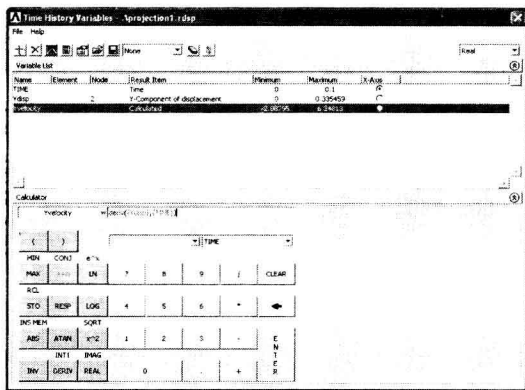 Time History Variables - .\projection1.rdsp
File Help
None Real
Variable List
Name Element Node Result Item Minimum Maximum X-Axis
TIME Time 0 0.1
Ydisp 2 Y-Component of displacement 0 0.335459
Yvelocity Calculated 6.34813
Calculator
Yvelocity =
( ) TIME
MIN CONJ e^x
MAX LN 7 8 9 / CLEAR
RCL
STO RESP LOG 4 5 6 *
INS MEM SQRT
ABS ATAN x^2 1 2 3 - ENTER
INT1 IMAG
INV DERIV REAL 0 . +